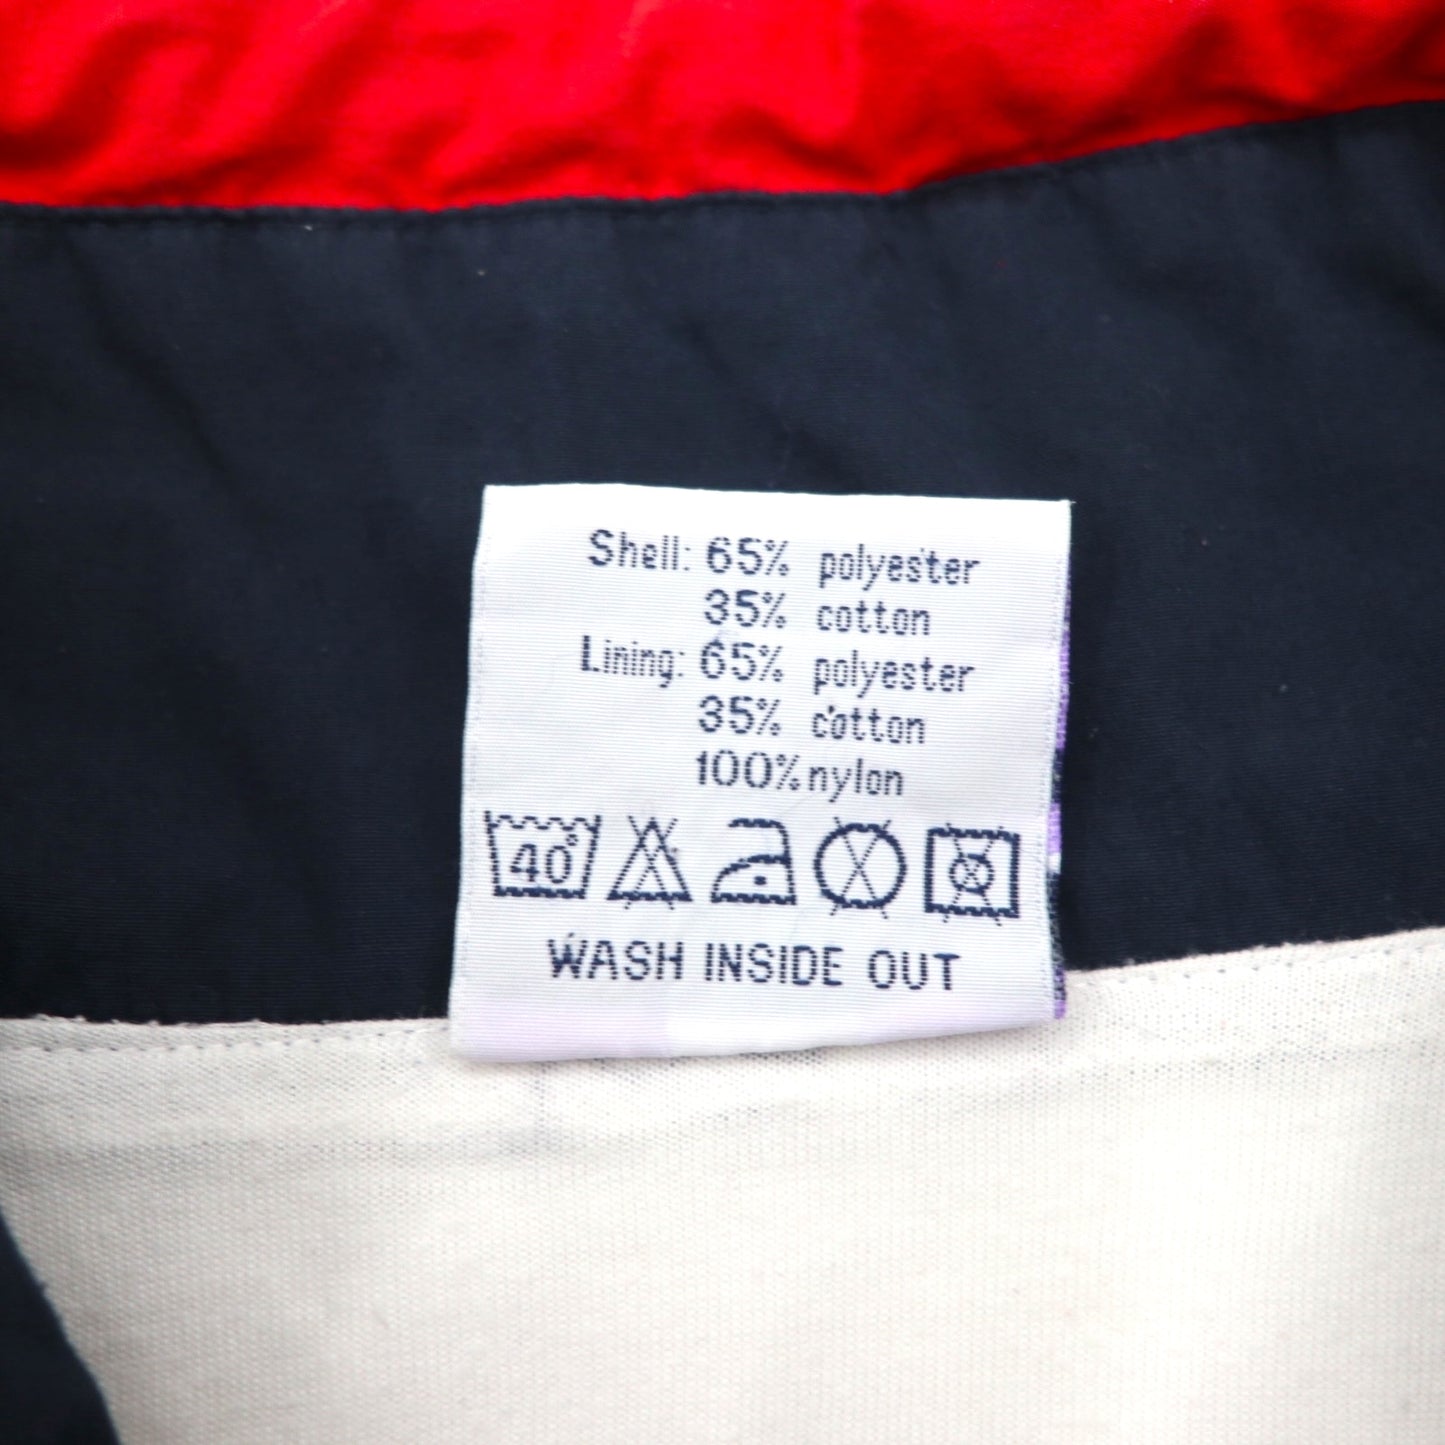 Shell: 65% polyester
35% cotton
Lining: 65% polyester
35% cotton
100% nylon
40°
WASH INSIDE OUT